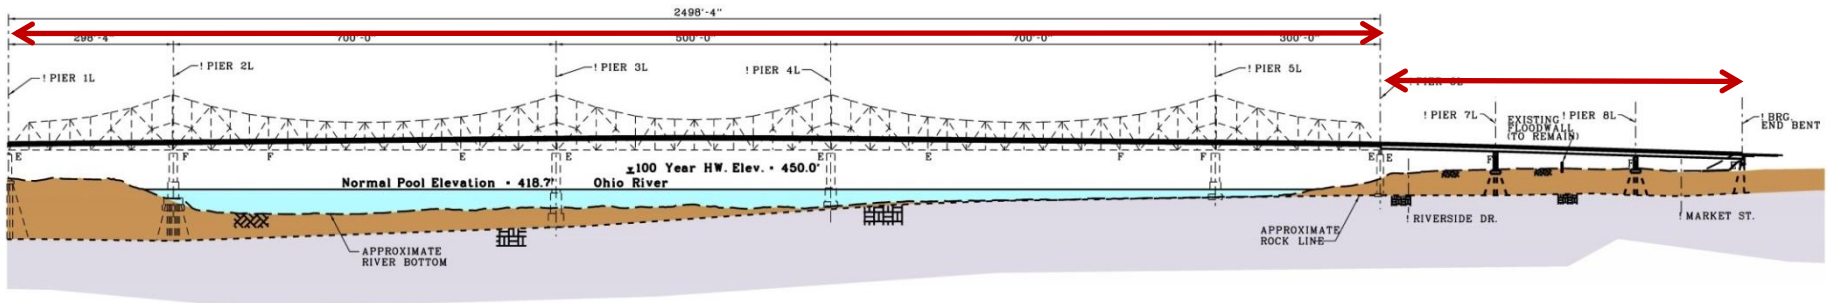 2498'-4"
298'-4"
700'-0"
500'-0"
700'-0"
300'-0"
! PIER 1L
! PIER 2L
! PIER 3L
! PIER 4L
! PIER 5L
! PIER 6L
! PIER 7L
EXISTING
FLOODWALL
(TO REMAIN)
! PIER 8L
! BRG.
END BENT
E
F
F
E
E
E
E
F
F
E
E
F
F
E
100 Year HW. Elev. • 450.0'
Normal Pool Elevation • 418.7'
Ohio River
APPROXIMATE
RIVER BOTTOM
APPROXIMATE
ROCK LINE
RIVERSIDE DR.
MARKET ST.